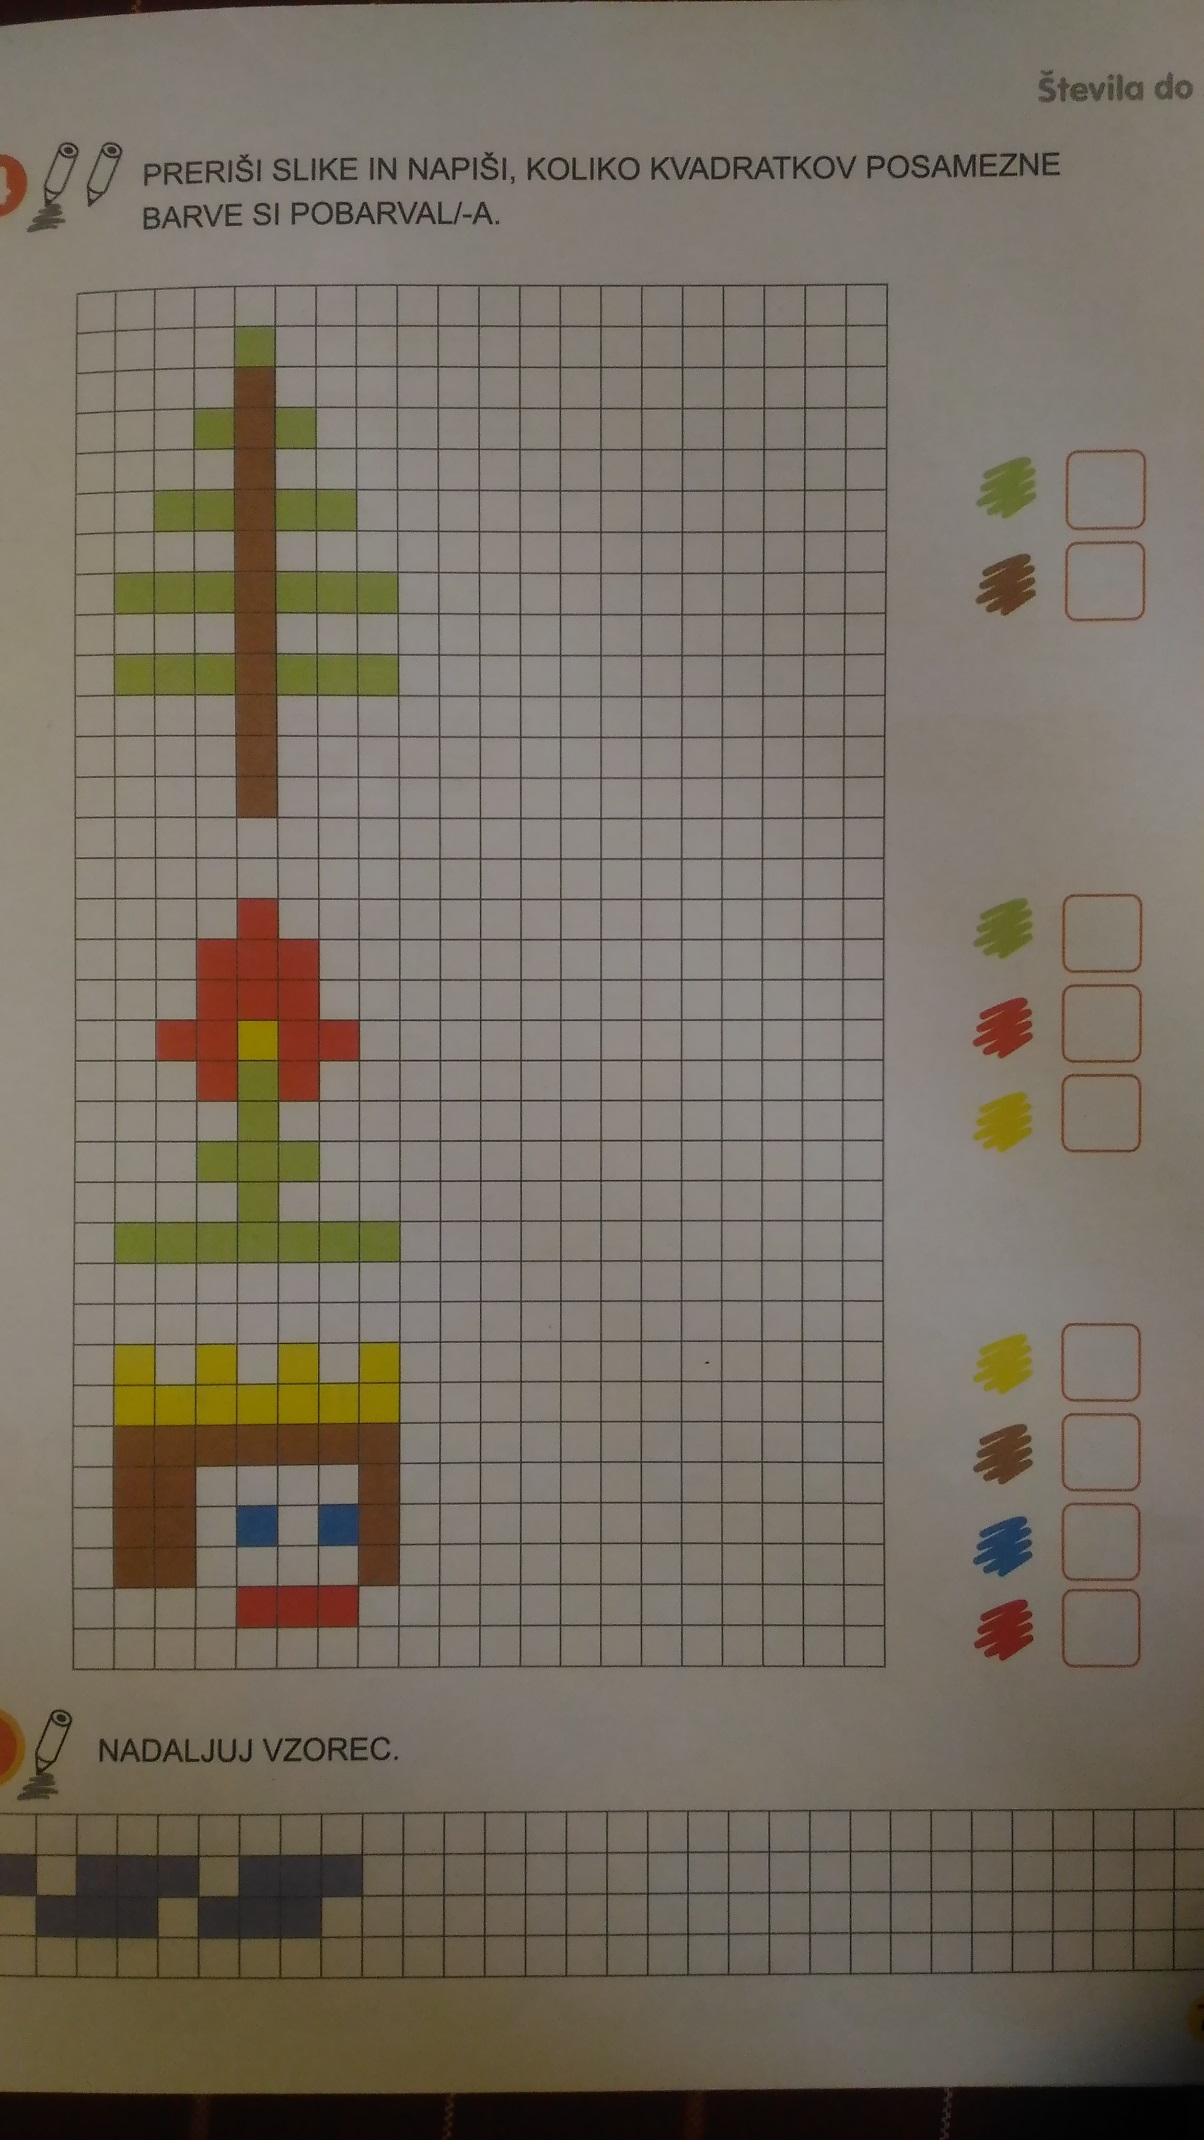 Števila do
PRERIŠI SLIKE IN NAPIŠI, KOLIKO KVADRATKOV POSAMEZNE
BARVE SI POBARVAL/-A.
NADALJUJ VZOREC.